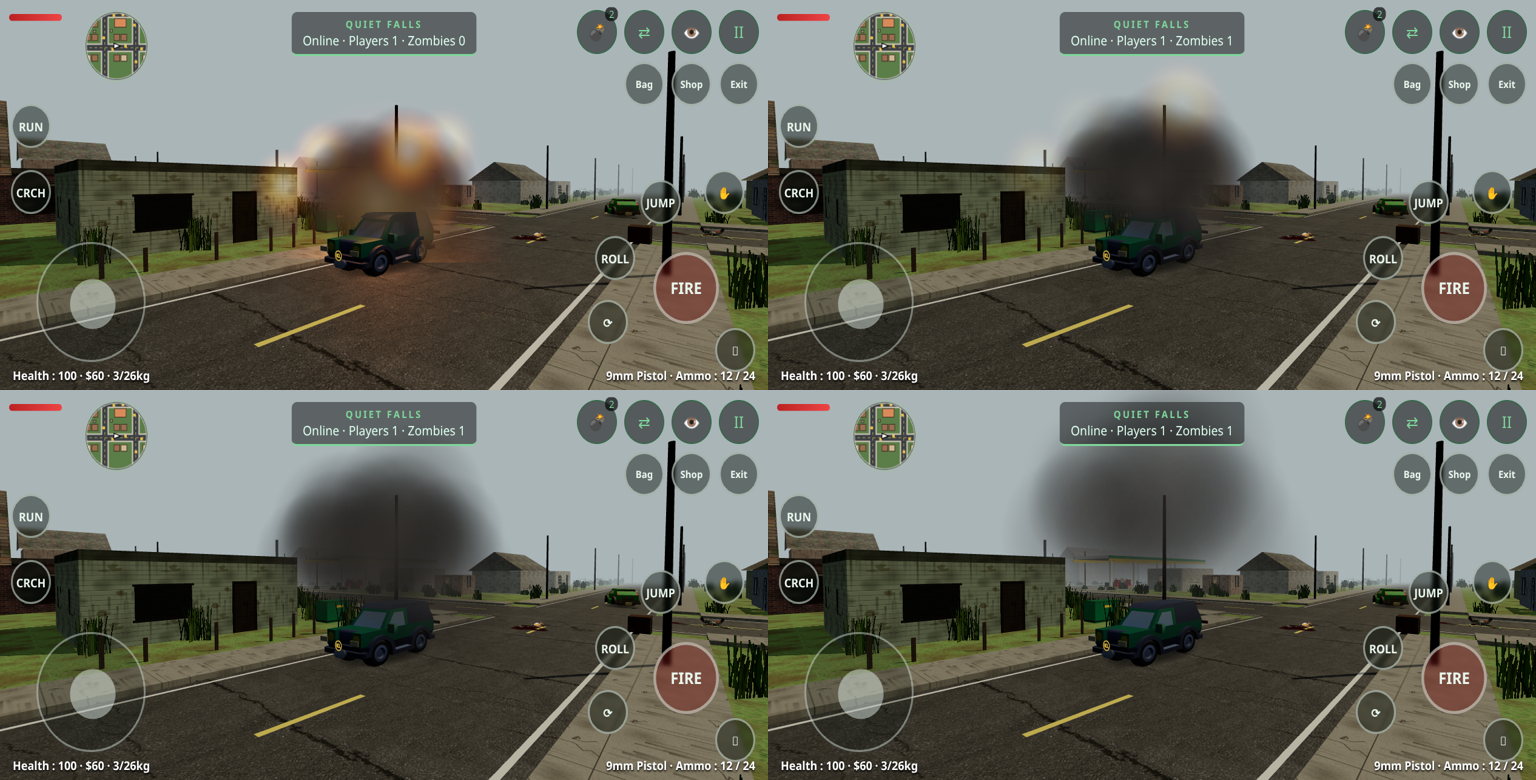 QUIET FALLS
Online · Players 1 · Zombies 0
2
II
Bag Shop Exit
RUN
CRCH
JUMP
ROLL
FIRE
Health : 100 · $60 · 3/26kg
9mm Pistol · Ammo : 12 / 24
QUIET FALLS
Online · Players 1 · Zombies 1
2
II
Bag Shop Exit
RUN
CRCH
JUMP
ROLL
FIRE
Health : 100 · $60 · 3/26kg
9mm Pistol · Ammo : 12 / 24
QUIET FALLS
Online · Players 1 · Zombies 1
2
II
Bag Shop Exit
RUN
CRCH
JUMP
ROLL
FIRE
Health : 100 · $60 · 3/26kg
9mm Pistol · Ammo : 12 / 24
QUIET FALLS
Online · Players 1 · Zombies 1
2
II
Bag Shop Exit
RUN
CRCH
JUMP
ROLL
FIRE
Health : 100 · $60 · 3/26kg
9mm Pistol · Ammo : 12 / 24